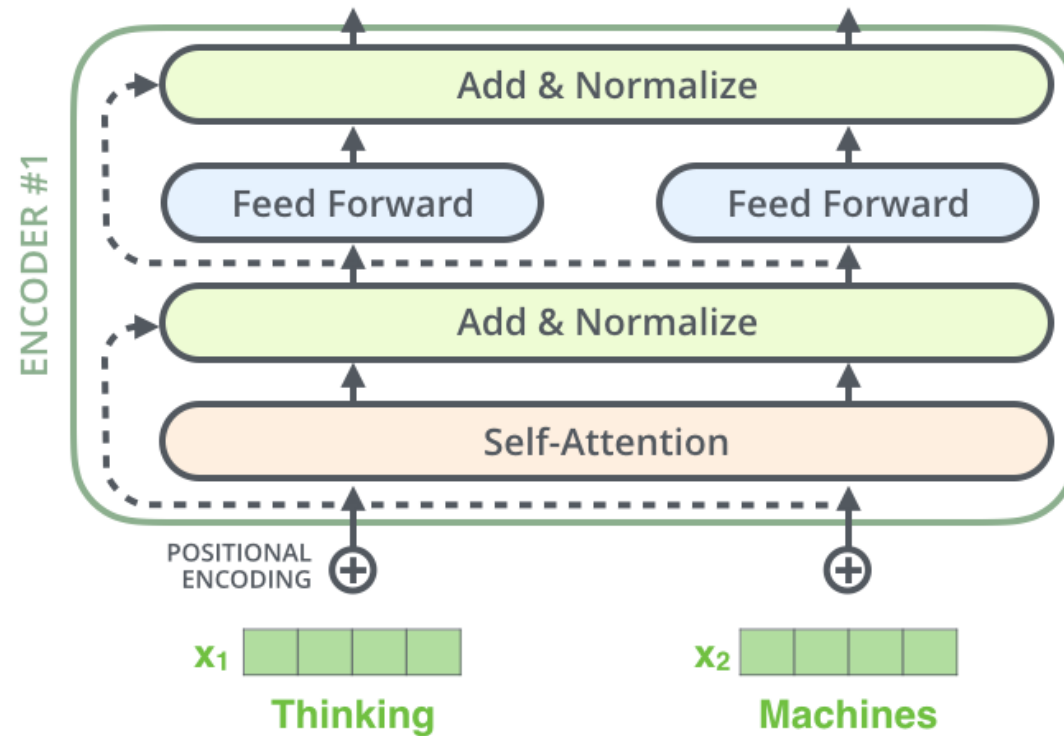 ENCODER #1
Add & Normalize
Feed Forward
Feed Forward
Add & Normalize
Self-Attention
POSITIONAL
ENCODING
x1
x2
Thinking
Machines